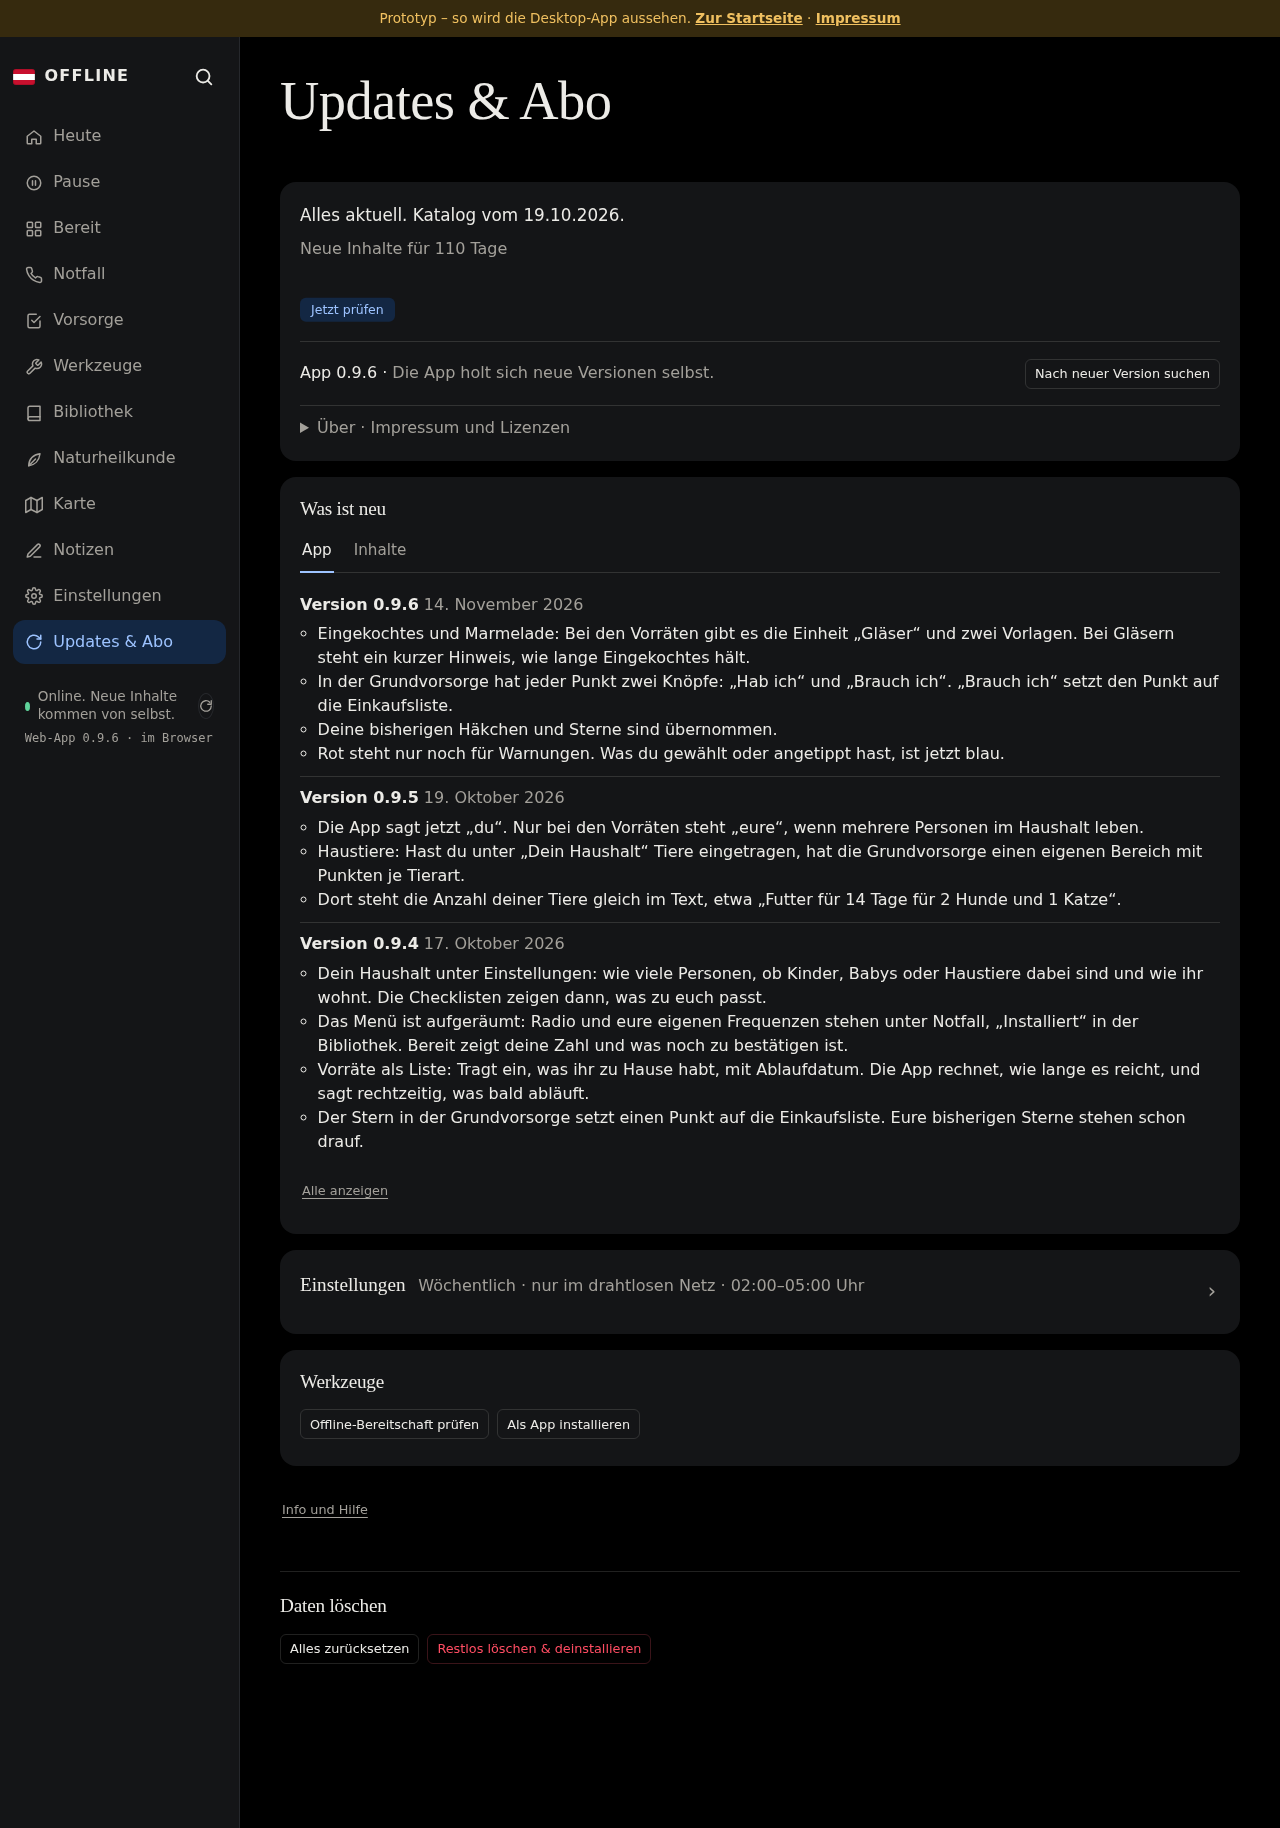 Prototyp – so wird die Desktop-App aussehen. Zur Startseite · Impressum
OFFLINE
Heute
Pause
Bereit
Notfall
Vorsorge
Werkzeuge
Bibliothek
Naturheilkunde
Karte
Notizen
Einstellungen
Updates & Abo
Online. Neue Inhalte
kommen von selbst.
Web-App 0.9.6 · im Browser
Updates & Abo
Alles aktuell. Katalog vom 19.10.2026.
Neue Inhalte für 110 Tage
Jetzt prüfen
App 0.9.6 · Die App holt sich neue Versionen selbst.
Nach neuer Version suchen
Über · Impressum und Lizenzen
Was ist neu
App Inhalte
Version 0.9.6 14. November 2026
Eingekochtes und Marmelade: Bei den Vorräten gibt es die Einheit „Gläser“ und zwei Vorlagen. Bei Gläsern
steht ein kurzer Hinweis, wie lange Eingekochtes hält.
In der Grundvorsorge hat jeder Punkt zwei Knöpfe: „Hab ich“ und „Brauch ich“. „Brauch ich“ setzt den Punkt auf
die Einkaufsliste.
Deine bisherigen Häkchen und Sterne sind übernommen.
Rot steht nur noch für Warnungen. Was du gewählt oder angetippt hast, ist jetzt blau.
Version 0.9.5 19. Oktober 2026
Die App sagt jetzt „du“. Nur bei den Vorräten steht „eure“, wenn mehrere Personen im Haushalt leben.
Haustiere: Hast du unter „Dein Haushalt“ Tiere eingetragen, hat die Grundvorsorge einen eigenen Bereich mit
Punkten je Tierart.
Dort steht die Anzahl deiner Tiere gleich im Text, etwa „Futter für 14 Tage für 2 Hunde und 1 Katze“.
Version 0.9.4 17. Oktober 2026
Dein Haushalt unter Einstellungen: wie viele Personen, ob Kinder, Babys oder Haustiere dabei sind und wie ihr
wohnt. Die Checklisten zeigen dann, was zu euch passt.
Das Menü ist aufgeräumt: Radio und eure eigenen Frequenzen stehen unter Notfall, „Installiert“ in der
Bibliothek. Bereit zeigt deine Zahl und was noch zu bestätigen ist.
Vorräte als Liste: Tragt ein, was ihr zu Hause habt, mit Ablaufdatum. Die App rechnet, wie lange es reicht, und
sagt rechtzeitig, was bald abläuft.
Der Stern in der Grundvorsorge setzt einen Punkt auf die Einkaufsliste. Eure bisherigen Sterne stehen schon
drauf.
Alle anzeigen
Einstellungen Wöchentlich · nur im drahtlosen Netz · 02:00–05:00 Uhr
Werkzeuge
Offline-Bereitschaft prüfen Als App installieren
Info und Hilfe
Daten löschen
Alles zurücksetzen Restlos löschen & deinstallieren